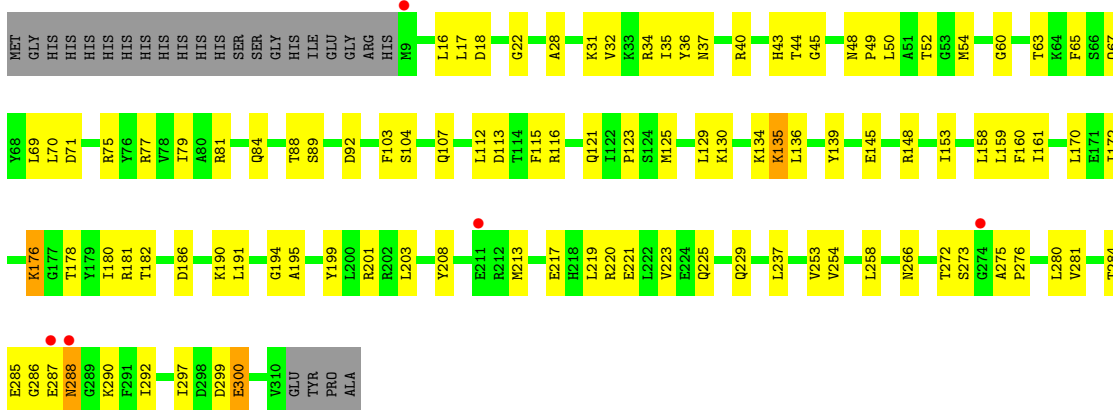 MET GLY HIS HIS HIS HIS HIS HIS HIS HIS HIS HIS SER SER GLY HIS ILE GLU GLY ARG HIS M9 L16 L17 D18 G22 A28 K31 V32 K33 R34 I35 Y36 N37 R40 H43 T44 G45 N48 P49 L50 A51 T52 G53 M54 G60 T63 K64 F65 S66
Y68 L69 L70 D71 R75 Y76 R77 V78 I79 A80 R81 Q84 T88 S89 D92 F103 S104 Q107 L112 D113 T114 F115 R116 Q121 I122 P123 S124 M125 L129 K130 K134 K135 L136 Y139 E145 R148 I153 L158 L159 F160 I161 L170 E171
K176 G177 T178 Y179 I180 R181 T182 D186 K190 L191 G194 A195 Y199 L200 R201 R202 L203 Y208 E211 R212 M213 E217 H218 L219 R220 E221 L222 V223 E224 Q225 Q229 L237 V253 V254 L258 N266 T272 S273 G274 A275 P276 L280 V281 T284
E285 G286 E287 N288 G289 K290 F291 I292 I297 D298 D299 E300 V310 GLU TYR PRO ALA